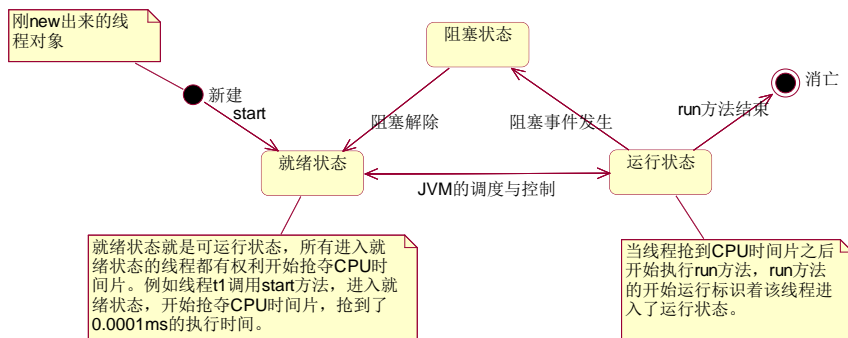 刚new出来的线
程对象
阻塞状态
新建
消亡
start
run方法结束
阻塞解除
阻塞事件发生
就绪状态
运行状态
JVM的调度与控制
就绪状态就是可运行状态，所有进入就
绪状态的线程都有权利开始抢夺CPU时
间片。例如线程t1调用start方法，进入就
绪状态，开始抢夺CPU时间片，抢到了
0.0001ms的执行时间。
当线程抢到CPU时间片之后
开始执行run方法，run方法
的开始运行标识着该线程进
入了运行状态。